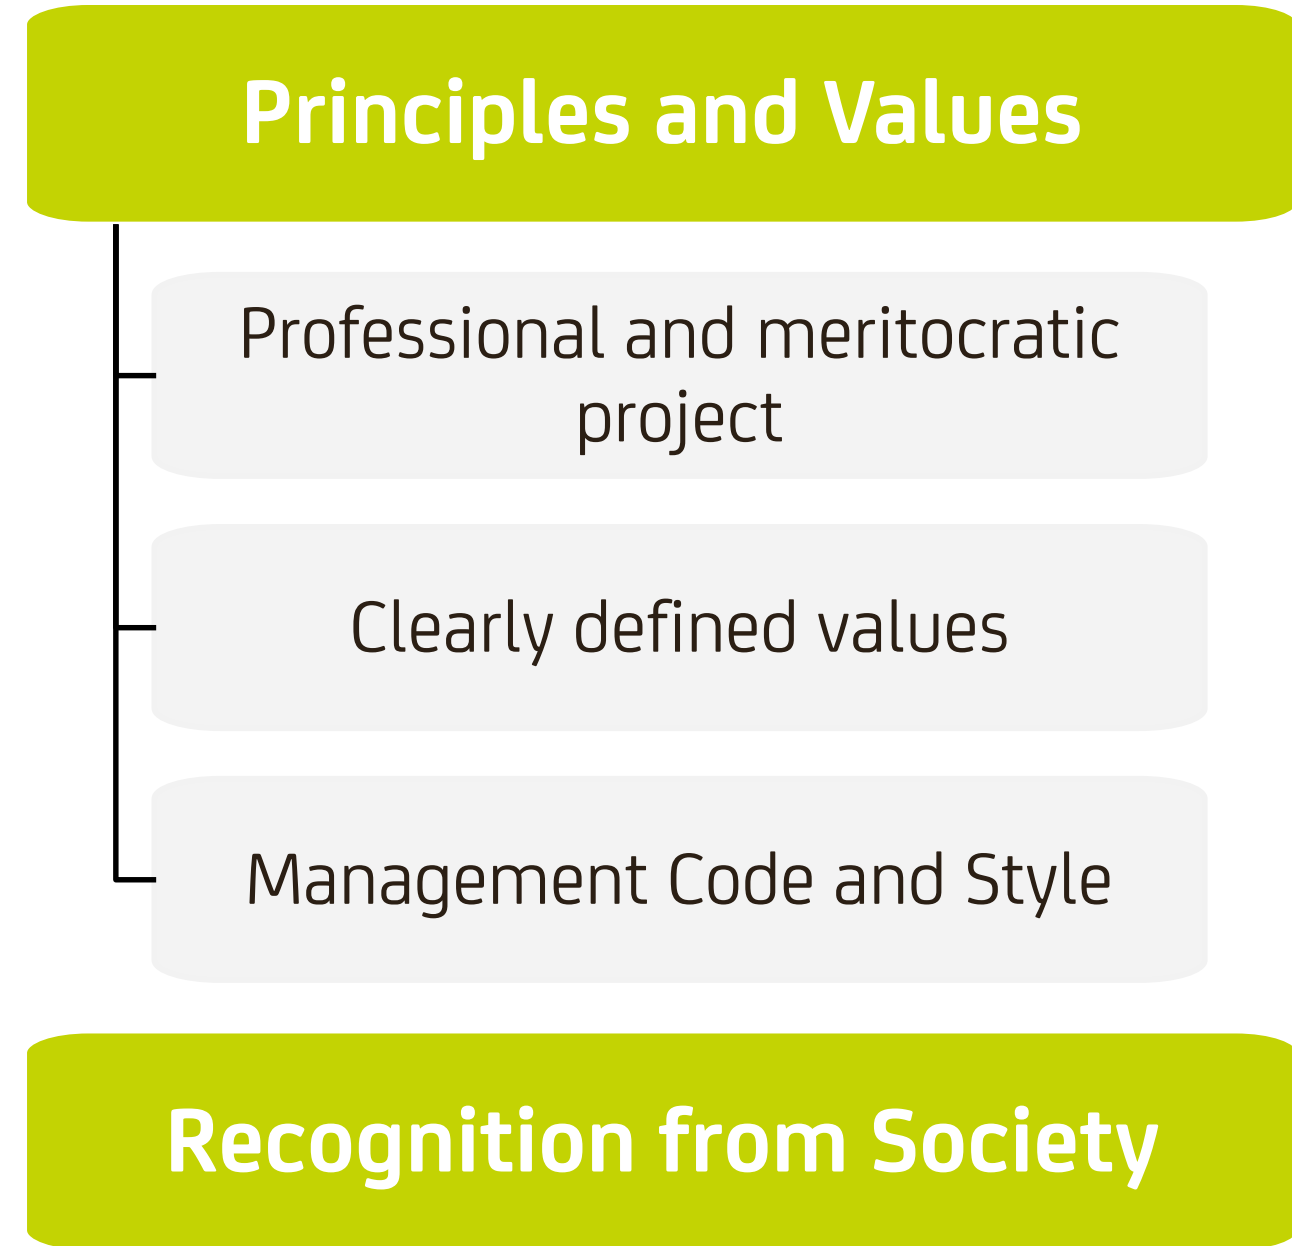 Principles and Values
Professional and meritocratic
project
Clearly defined values
Management Code and Style
Recognition from Society